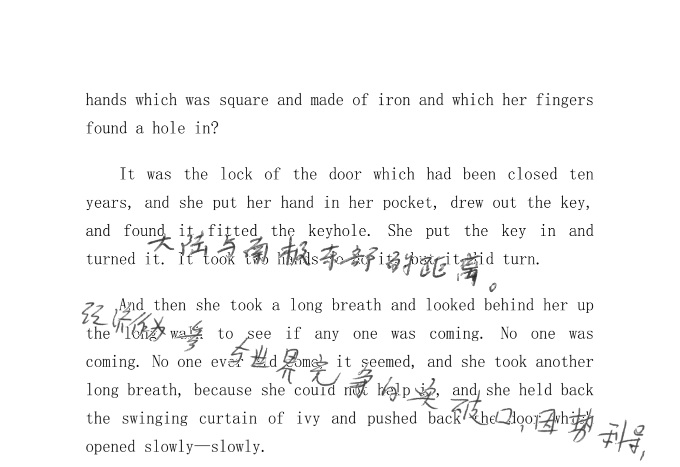 hands which was square and made of iron and which her fingers
found a hole in?
It was the lock of the door which had been closed ten
years, and she put her hand in her pocket, drew out the key,
and found it fitted the keyhole. She put the key in and
turned it. It took two hands to do it, but it did turn.
大陆与南极东部的距离。
And then she took a long breath and looked behind her up
the long walk to see if any one was coming. No one was
coming. No one ever did come, it seemed, and she took another
long breath, because she could not help it, and she held back
the swinging curtain of ivy and pushed back the door which
opened slowly—slowly.
与世界竞争的突破口,因势利导,